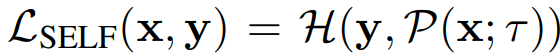 ℒ_SELF(𝐱, 𝐲) = ℋ(𝐲, 𝒫(𝐱; τ))